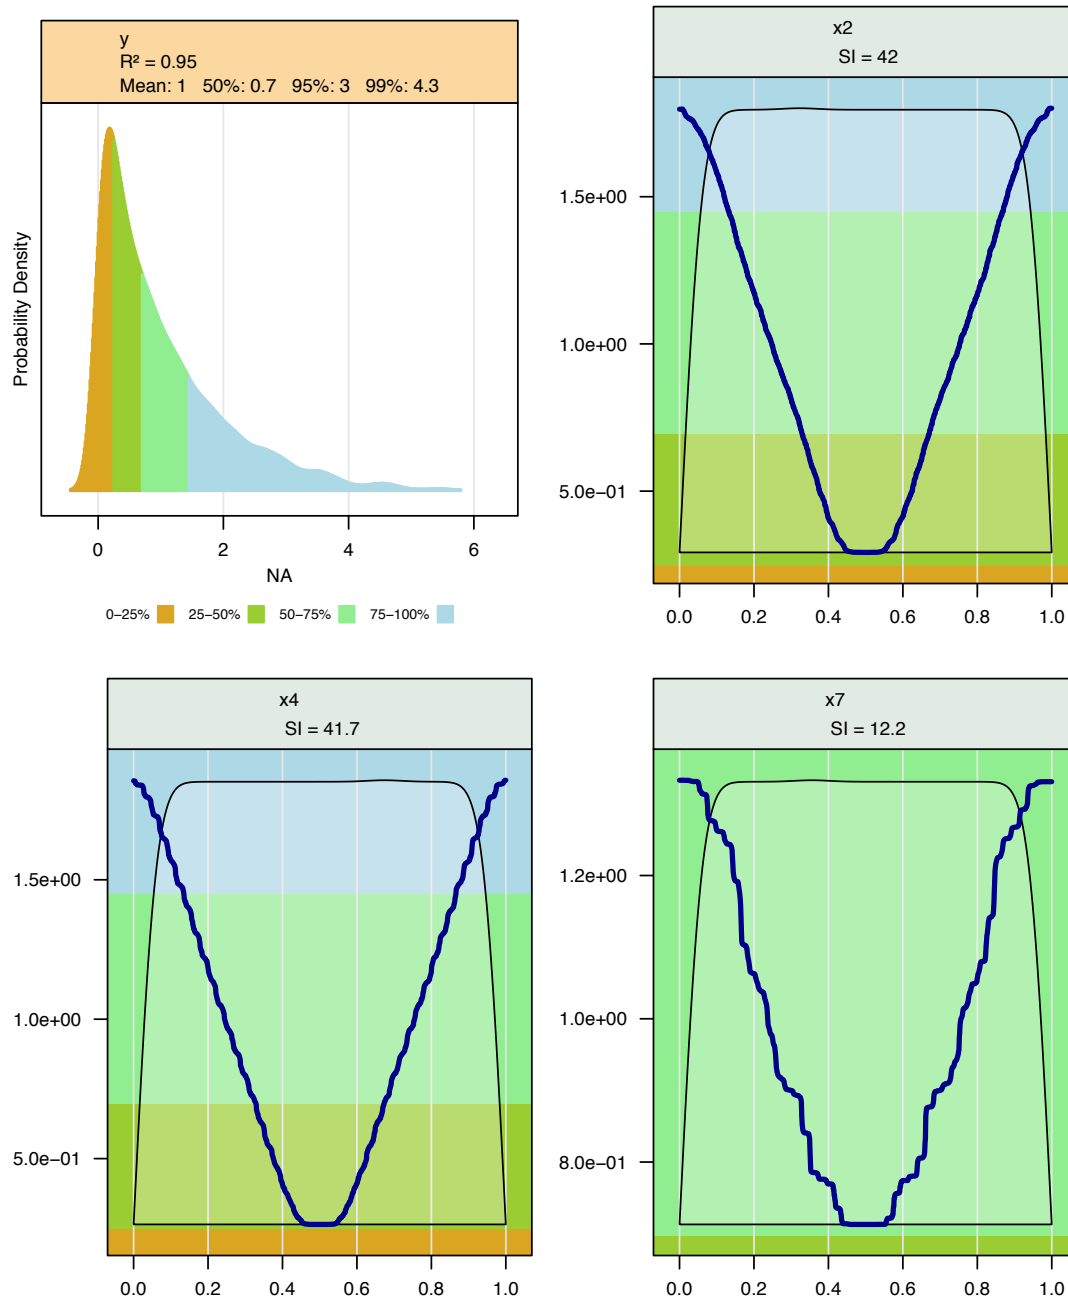 y
R² = 0.95
Mean: 1 50%: 0.7 95%: 3 99%: 4.3
Probability Density
0 2 4 6
NA
0–25% 25–50% 50–75% 75–100%
x2
SI = 42
1.5e+00
1.0e+00
5.0e−01
0.0 0.2 0.4 0.6 0.8 1.0
x4
SI = 41.7
1.5e+00
1.0e+00
5.0e−01
0.0 0.2 0.4 0.6 0.8 1.0
x7
SI = 12.2
1.2e+00
1.0e+00
8.0e−01
0.0 0.2 0.4 0.6 0.8 1.0